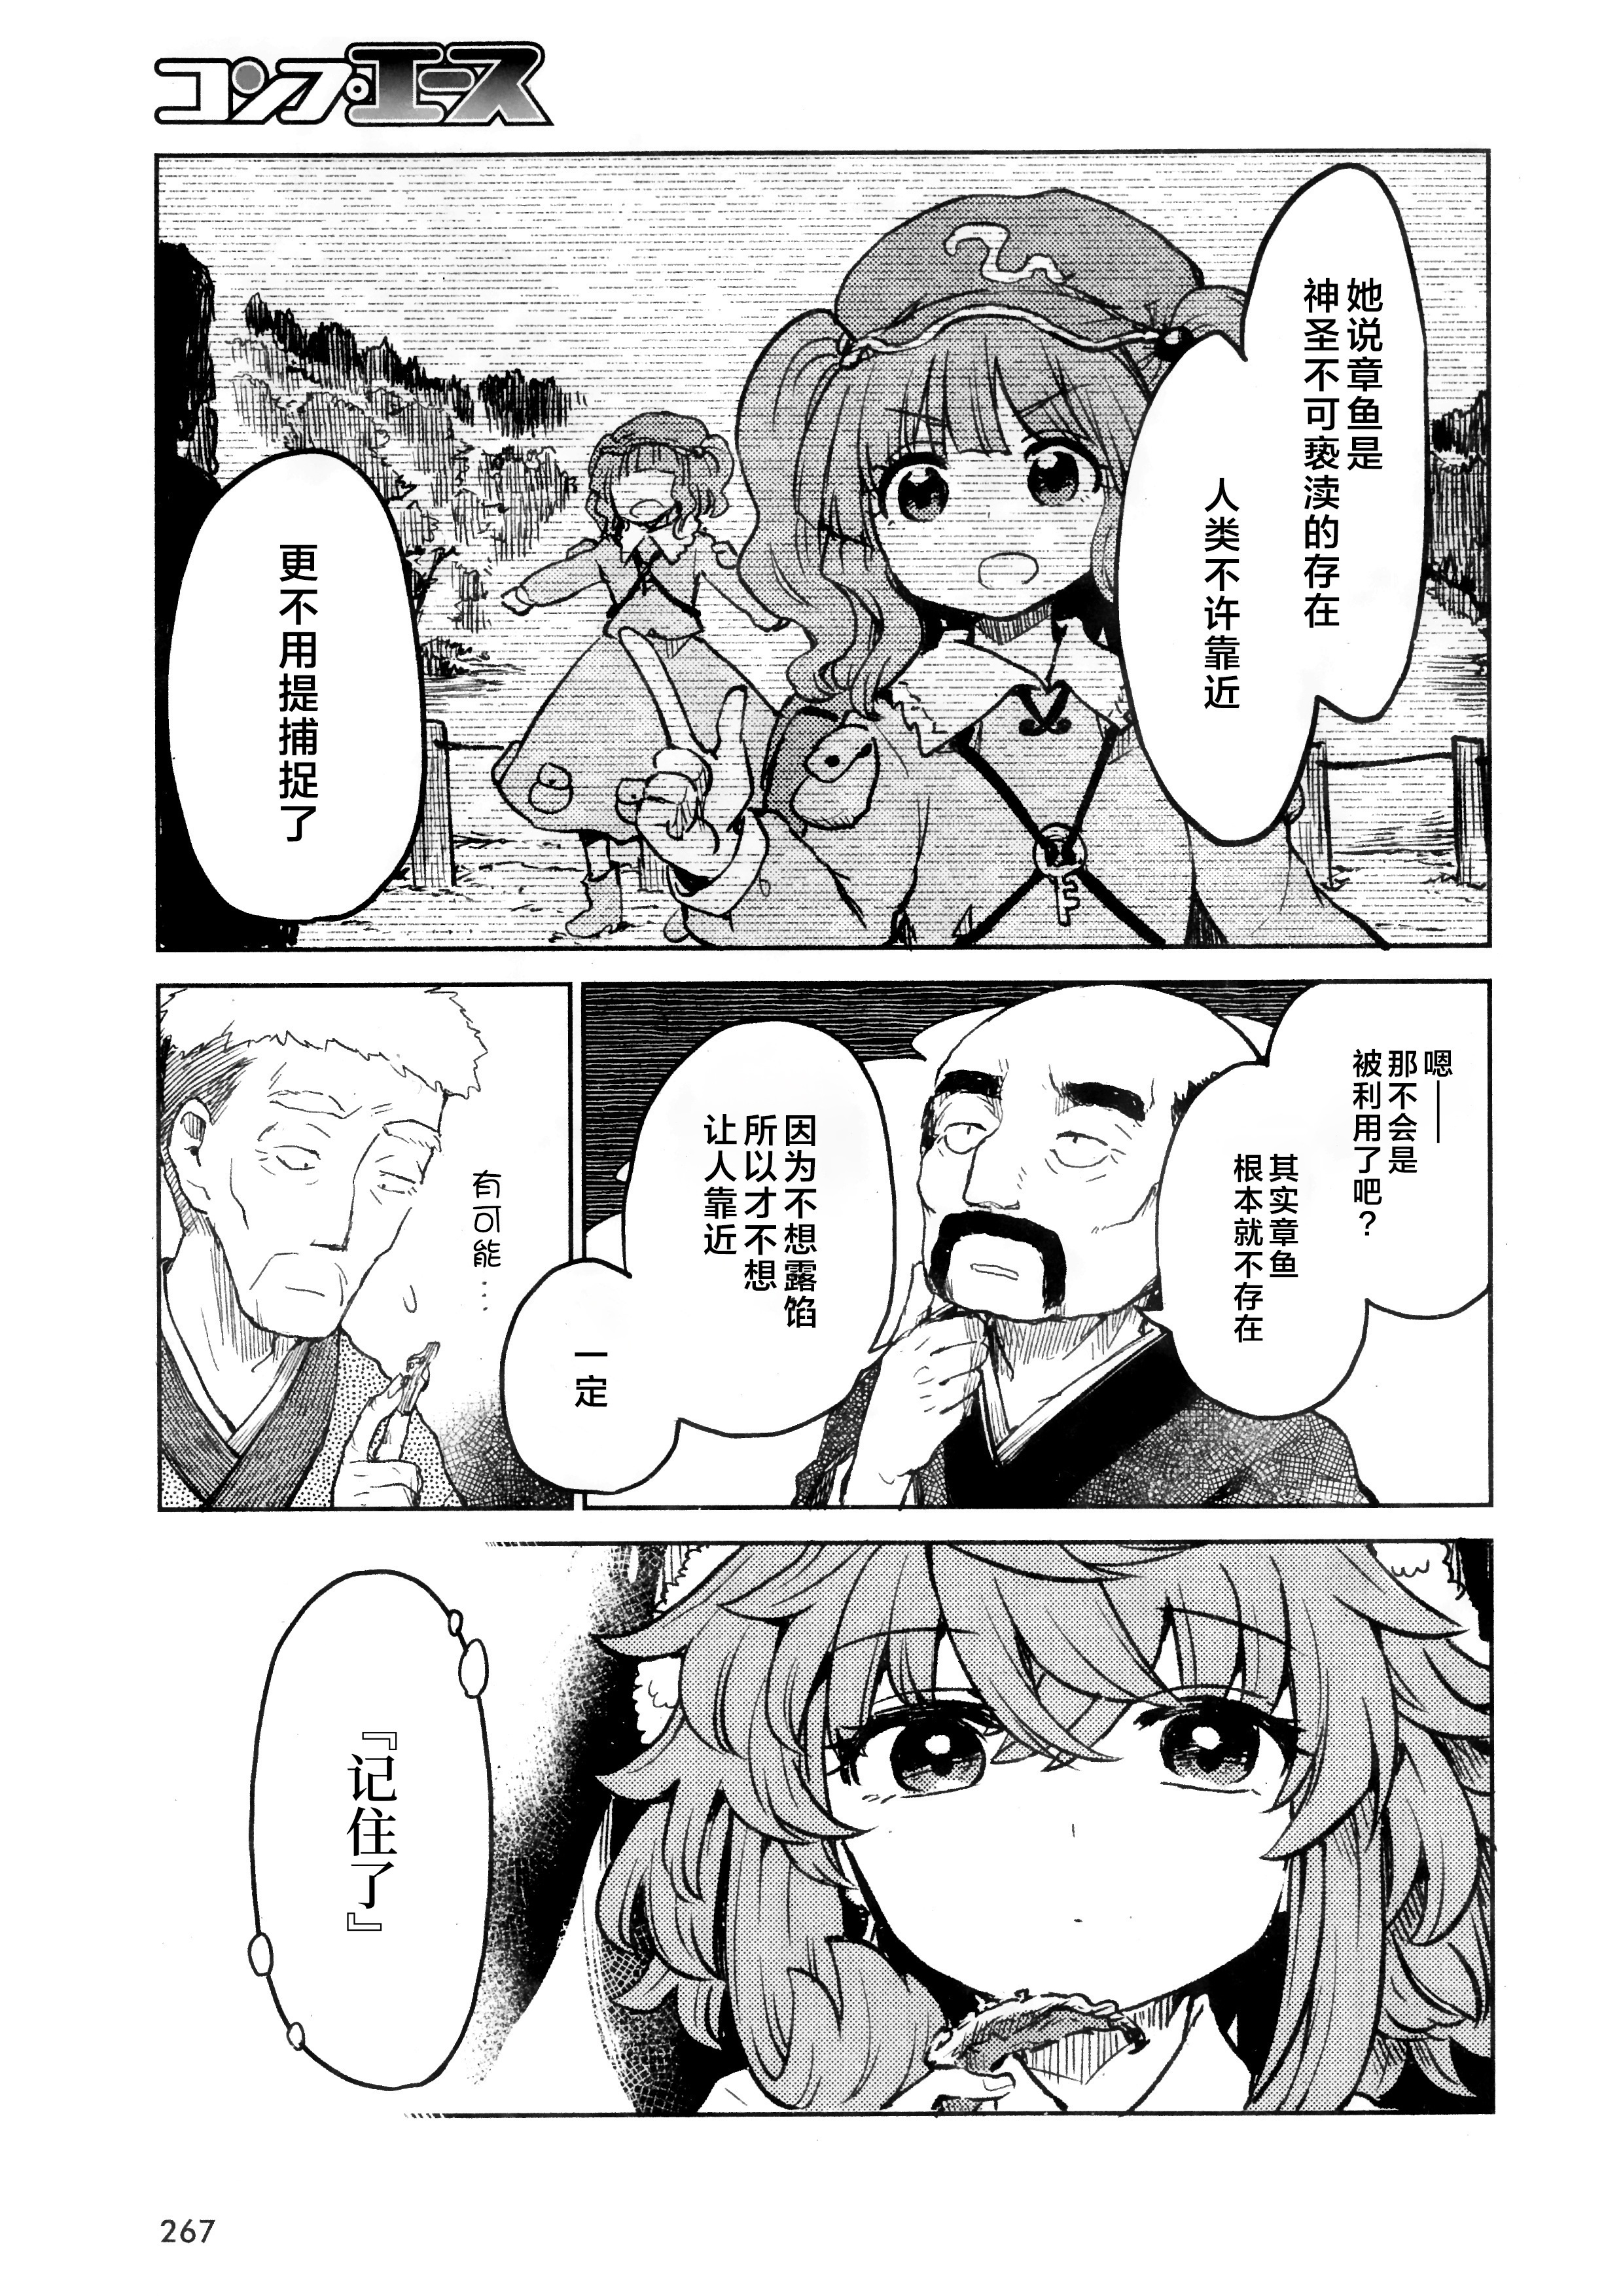 コンプ・エース
她说章鱼是
神圣不可亵渎的存在
人类不许靠近
更不用提捕捉了
嗯——
那不会是
被利用了吧？
其实章鱼
根本就不存在
因为不想露馅
所以才不想
让人靠近
一定
有可能…
『记住了』
267